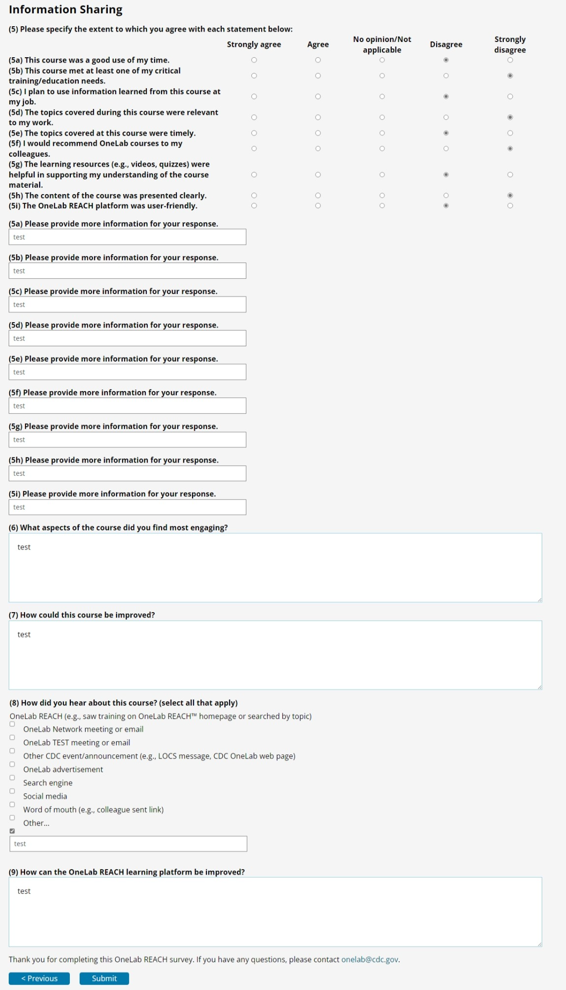 Information Sharing
(5) Please specify the extent to which you agree with each statement below:
Strongly agree
Agree
No opinion/Not
applicable
Disagree
Strongly
disagree
(5a) This course was a good use of my time.
(5b) This course met at least one of my critical
training/education needs.
(5c) I plan to use information learned from this course at
my job.
(5d) The topics covered during this course were relevant
to my work.
(5e) The topics covered at this course were timely.
(5f) I would recommend OneLab courses to my
colleagues.
(5g) The learning resources (e.g., videos, quizzes) were
helpful in supporting my understanding of the course
material.
(5h) The content of the course was presented clearly.
(5i) The OneLab REACH platform was user-friendly.
(5a) Please provide more information for your response.
test
(5b) Please provide more information for your response.
test
(5c) Please provide more information for your response.
test
(5d) Please provide more information for your response.
test
(5e) Please provide more information for your response.
test
(5f) Please provide more information for your response.
test
(5g) Please provide more information for your response.
test
(5h) Please provide more information for your response.
test
(5i) Please provide more information for your response.
test
(6) What aspects of the course did you find most engaging?
test
(7) How could this course be improved?
test
(8) How did you hear about this course? (select all that apply)
OneLab REACH (e.g., saw training on OneLab REACH™ homepage or searched by topic)
OneLab Network meeting or email
OneLab TEST meeting or email
Other CDC event/announcement (e.g., LOCS message, CDC OneLab web page)
OneLab advertisement
Search engine
Social media
Word of mouth (e.g., colleague sent link)
Other...
test
(9) How can the OneLab REACH learning platform be improved?
test
Thank you for completing this OneLab REACH survey. If you have any questions, please contact onelab@cdc.gov.
< Previous
Submit